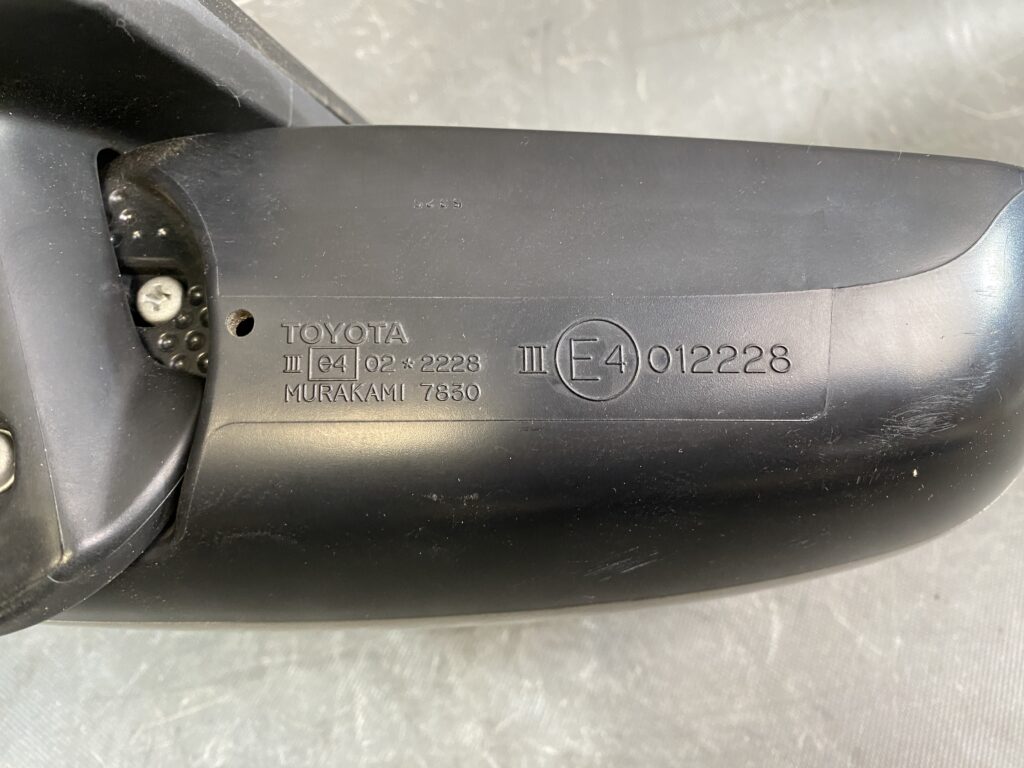 TOYOTA
III e4 02*2228
MURAKAMI 7830
III E4 012228